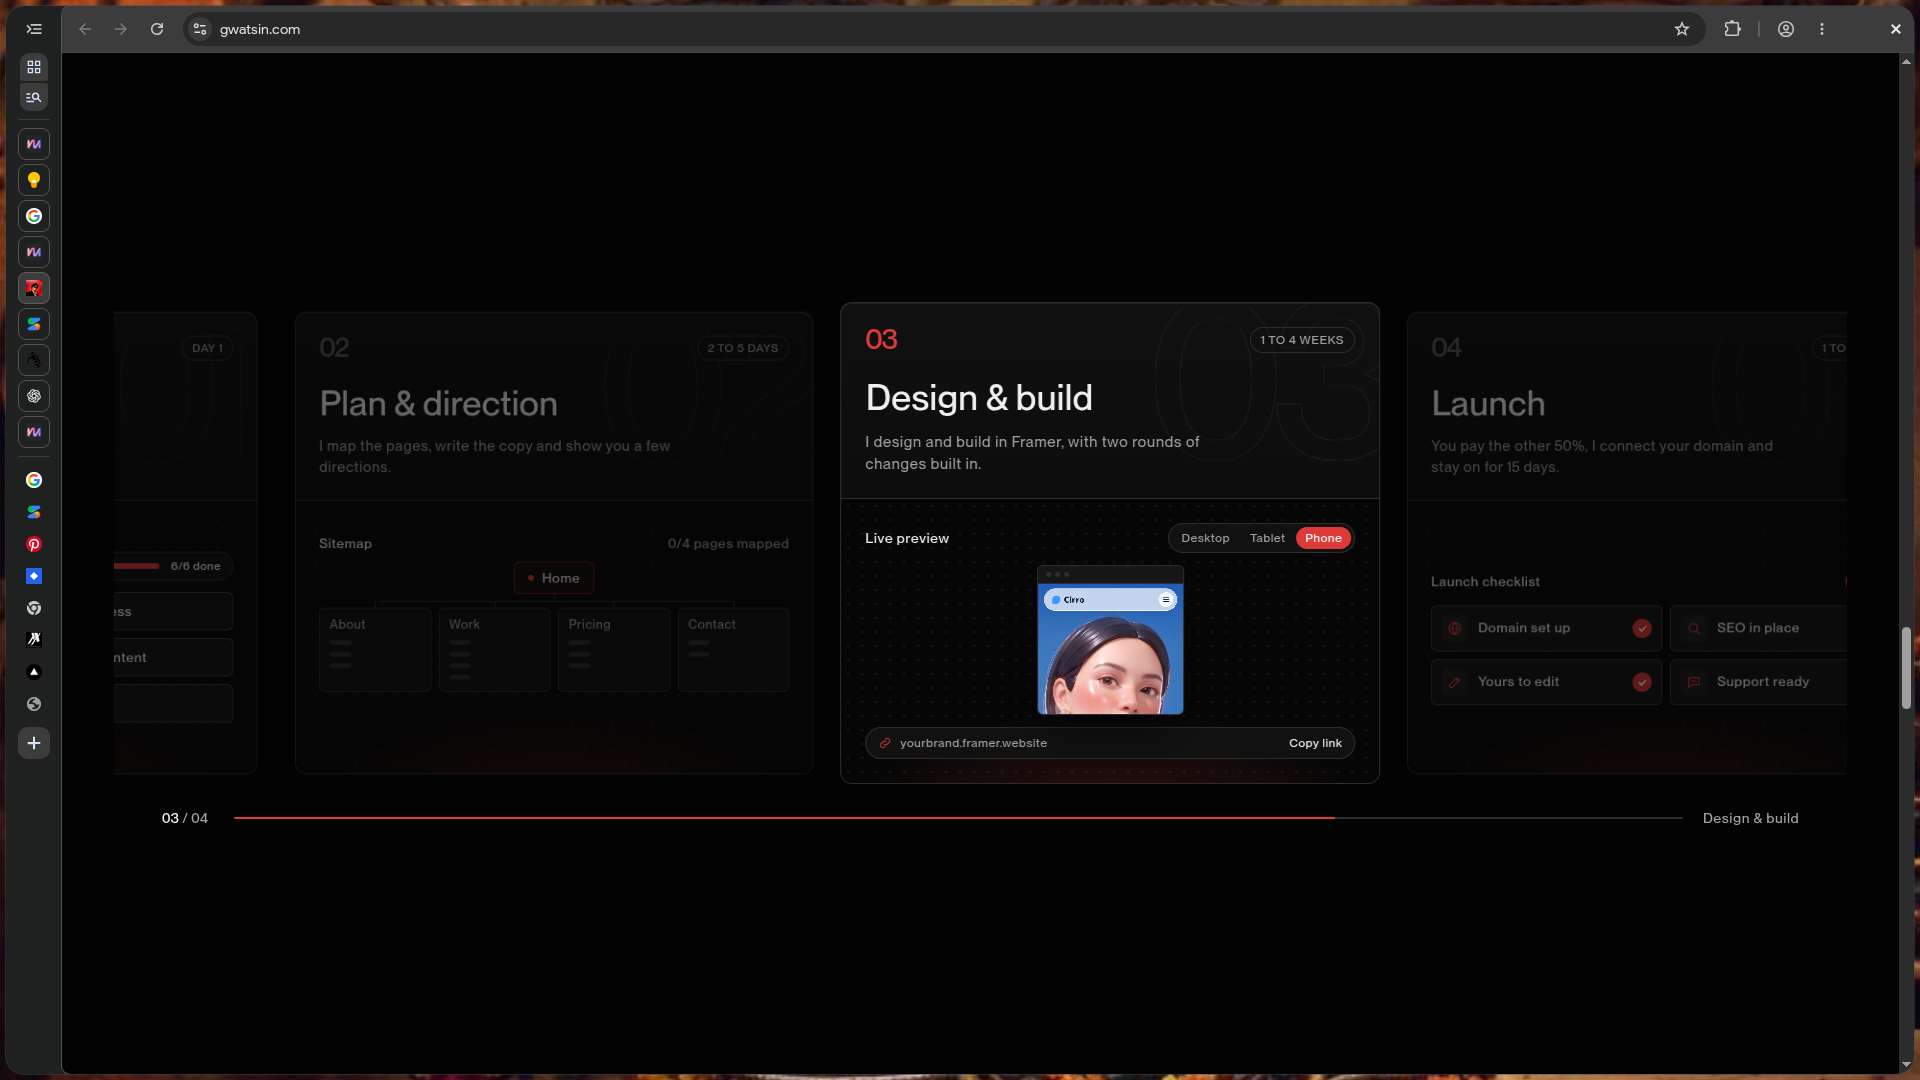 gwatsin.com
DAY 1
6/6 done
ess
ntent
02
2 TO 5 DAYS
Plan & direction
I map the pages, write the copy and show you a few
directions.
Sitemap
0/4 pages mapped
Home
About
Work
Pricing
Contact
03
1 TO 4 WEEKS
Design & build
I design and build in Framer, with two rounds of
changes built in.
Live preview
Desktop
Tablet
Phone
Cirro
yourbrand.framer.website
Copy link
04
1 TO
Launch
You pay the other 50%, I connect your domain and
stay on for 15 days.
Launch checklist
Domain set up
SEO in place
Yours to edit
Support ready
03 / 04
Design & build